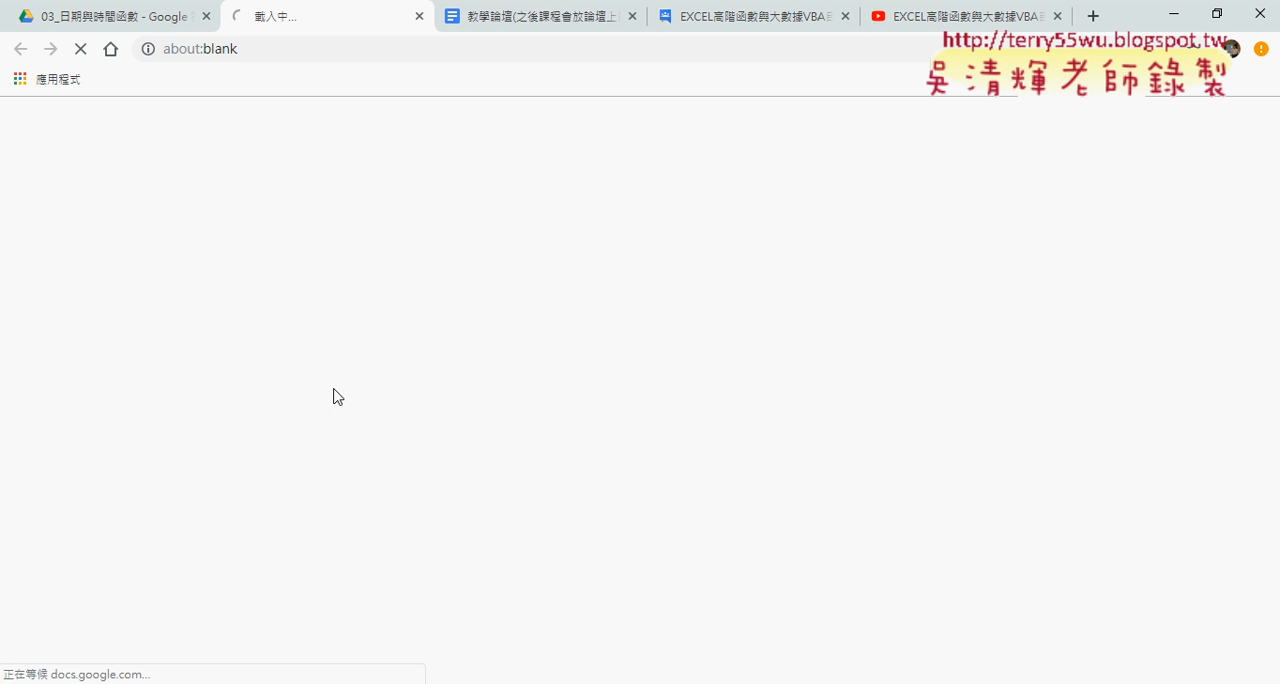 03_日期與時間函數 - Google
載入中...
教學論壇(之後課程會放論壇上
EXCEL高階函數與大數據VBA
EXCEL高階函數與大數據VBA
about:blank
http://terry55wu.blogspot.tw
應用程式
吳清輝老師錄製
正在等候 docs.google.com...